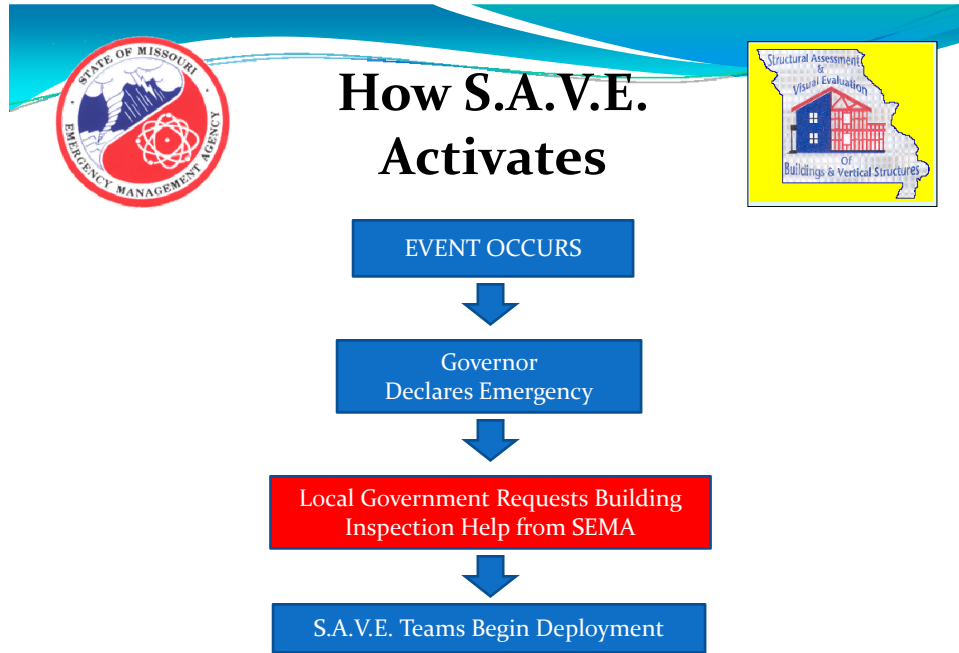 STATE OF MISSOURI
EMERGENCY MANAGEMENT AGENCY
How S.A.V.E.
Activates
Structural Assessment
&
Visual Evaluation
Of
Buildings & Vertical Structures
EVENT OCCURS
Governor
Declares Emergency
Local Government Requests Building
Inspection Help from SEMA
S.A.V.E. Teams Begin Deployment